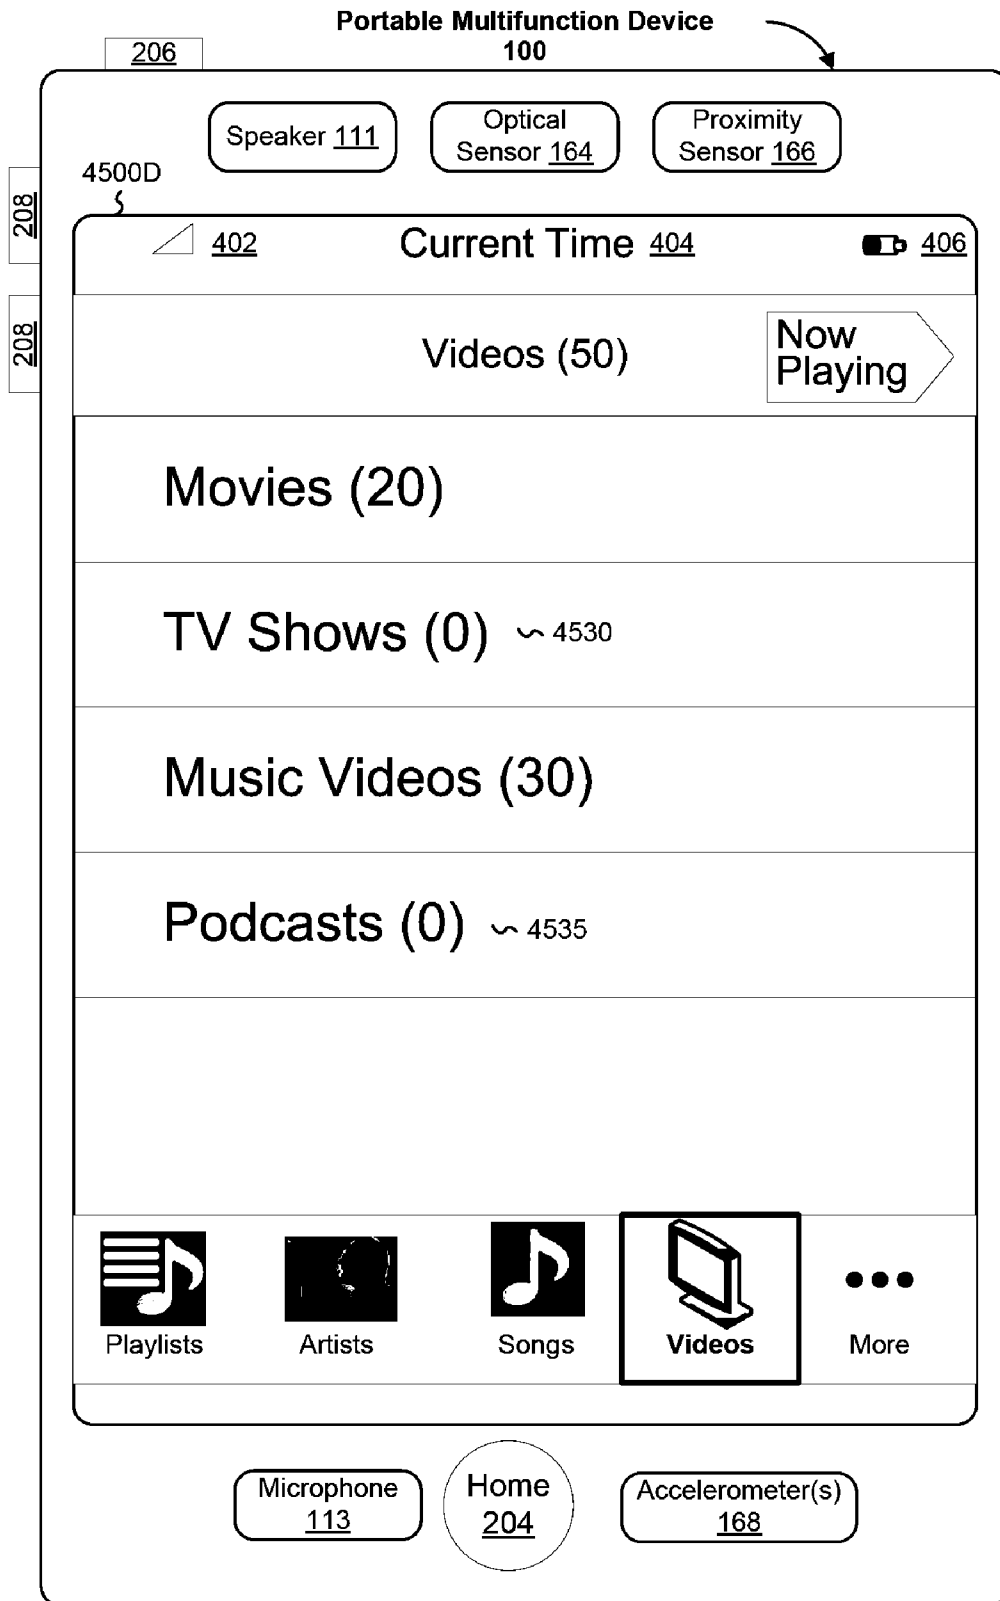 Portable Multifunction Device
100
206
Speaker 111
Optical
Sensor 164
Proximity
Sensor 166
4500D
208
208
402
Current Time 404
406
Videos (50)
Now
Playing
Movies (20)
TV Shows (0)
4530
Music Videos (30)
Podcasts (0)
4535
Playlists
Artists
Songs
Videos
More
Microphone
113
Home
204
Accelerometer(s)
168